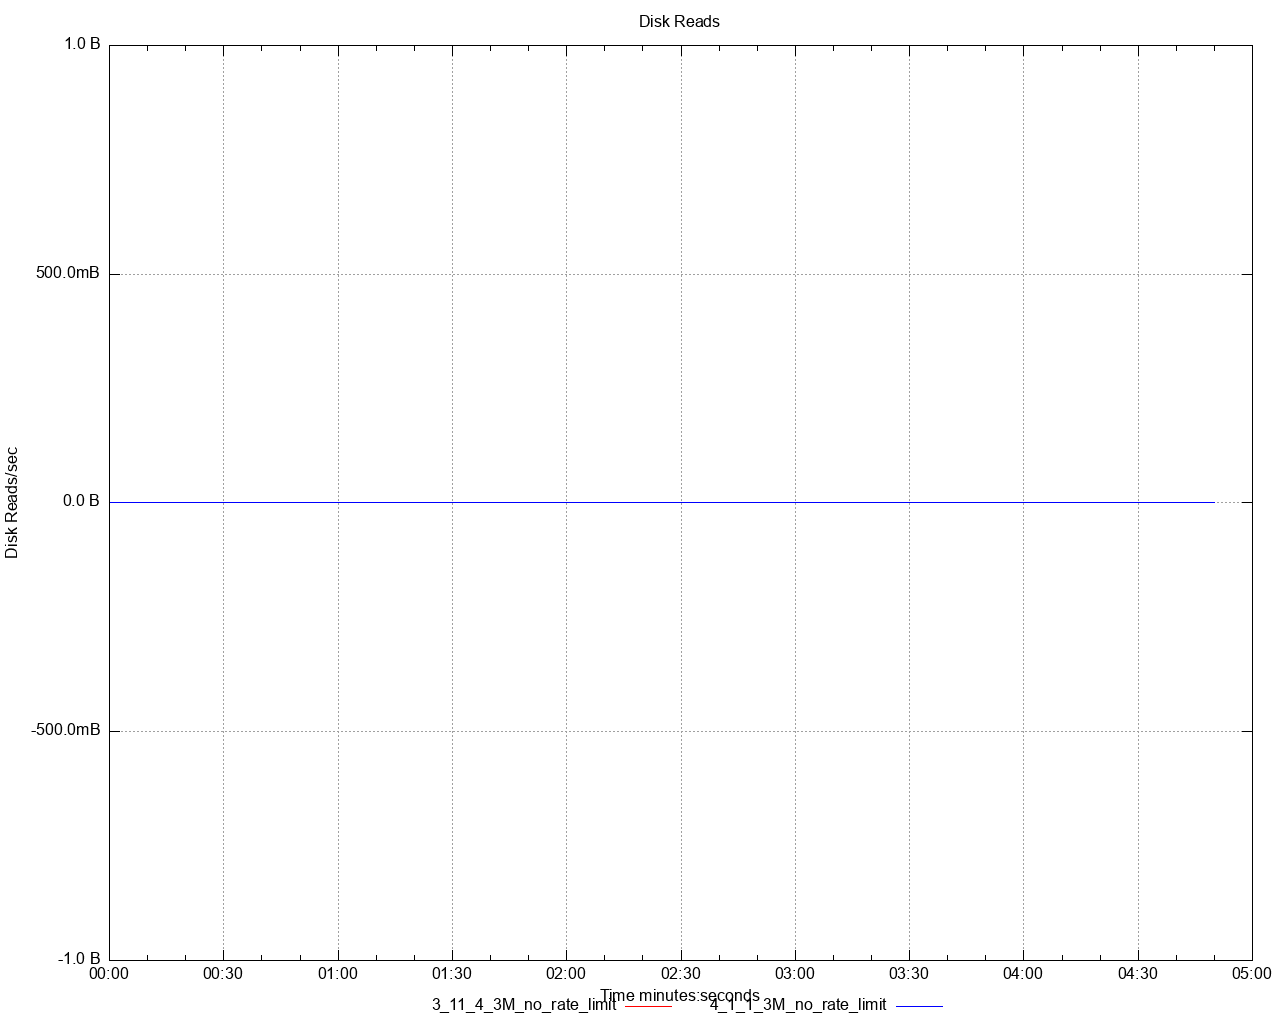 Disk Reads
1.0 B
500.0mB
0.0 B
-500.0mB
-1.0 B
Disk Reads/sec
00:00 00:30 01:00 01:30 02:00 02:30 03:00 03:30 04:00 04:30 05:00
Time minutes:seconds
3_11_4_3M_no_rate_limit 4_1_1_3M_no_rate_limit